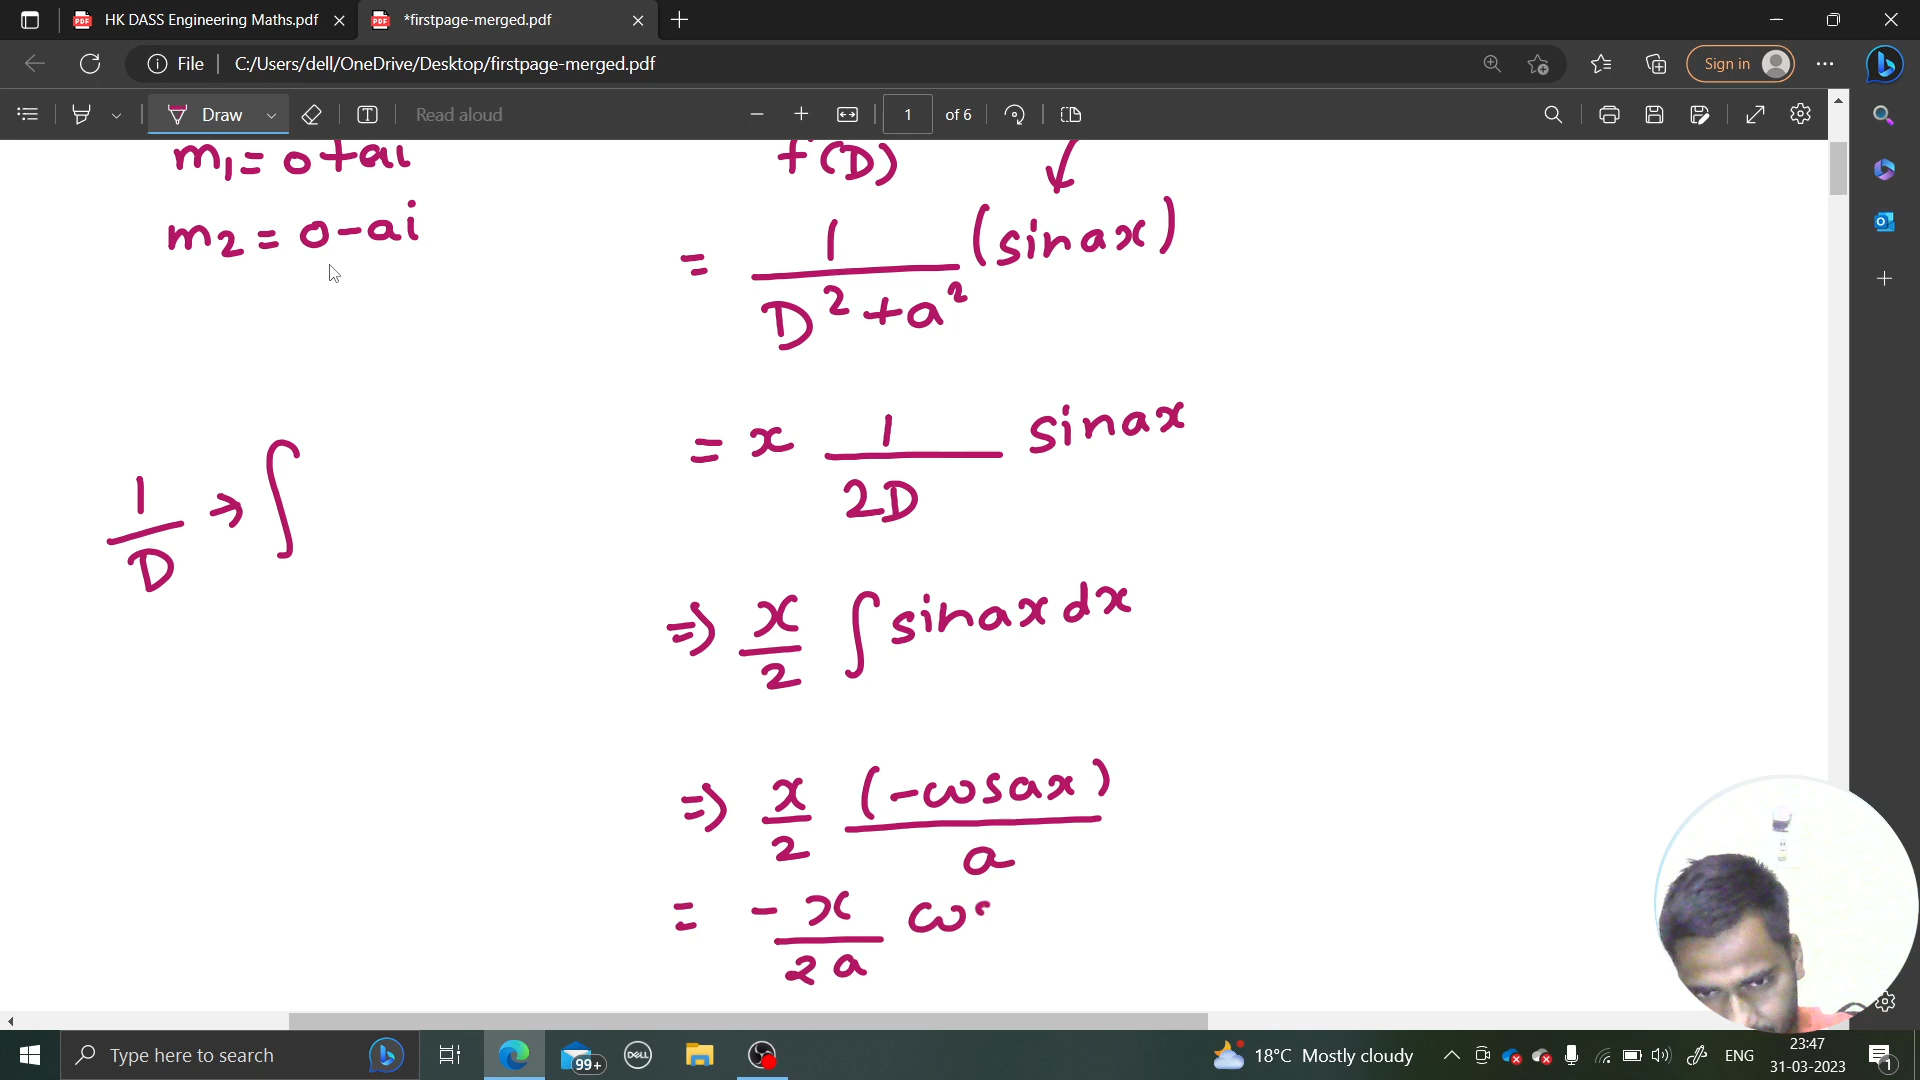 HK DASS Engineering Maths.pdf
*firstpage-merged.pdf
File
C:/Users/dell/OneDrive/Desktop/firstpage-merged.pdf
Sign in
Draw
T
Read aloud
1 of 6
m₁ = 0+ai
m₂ = 0-ai
1/D → ∫
f(D)
= 1/(D²+a²) (sinax)
= x 1/2D sinax
⇒ x/2 ∫ sinax dx
⇒ x/2 (-cosax)/a
= -x/2a cos
Type here to search
99+
DELL
18°C Mostly cloudy
ENG
23:47
31-03-2023
1